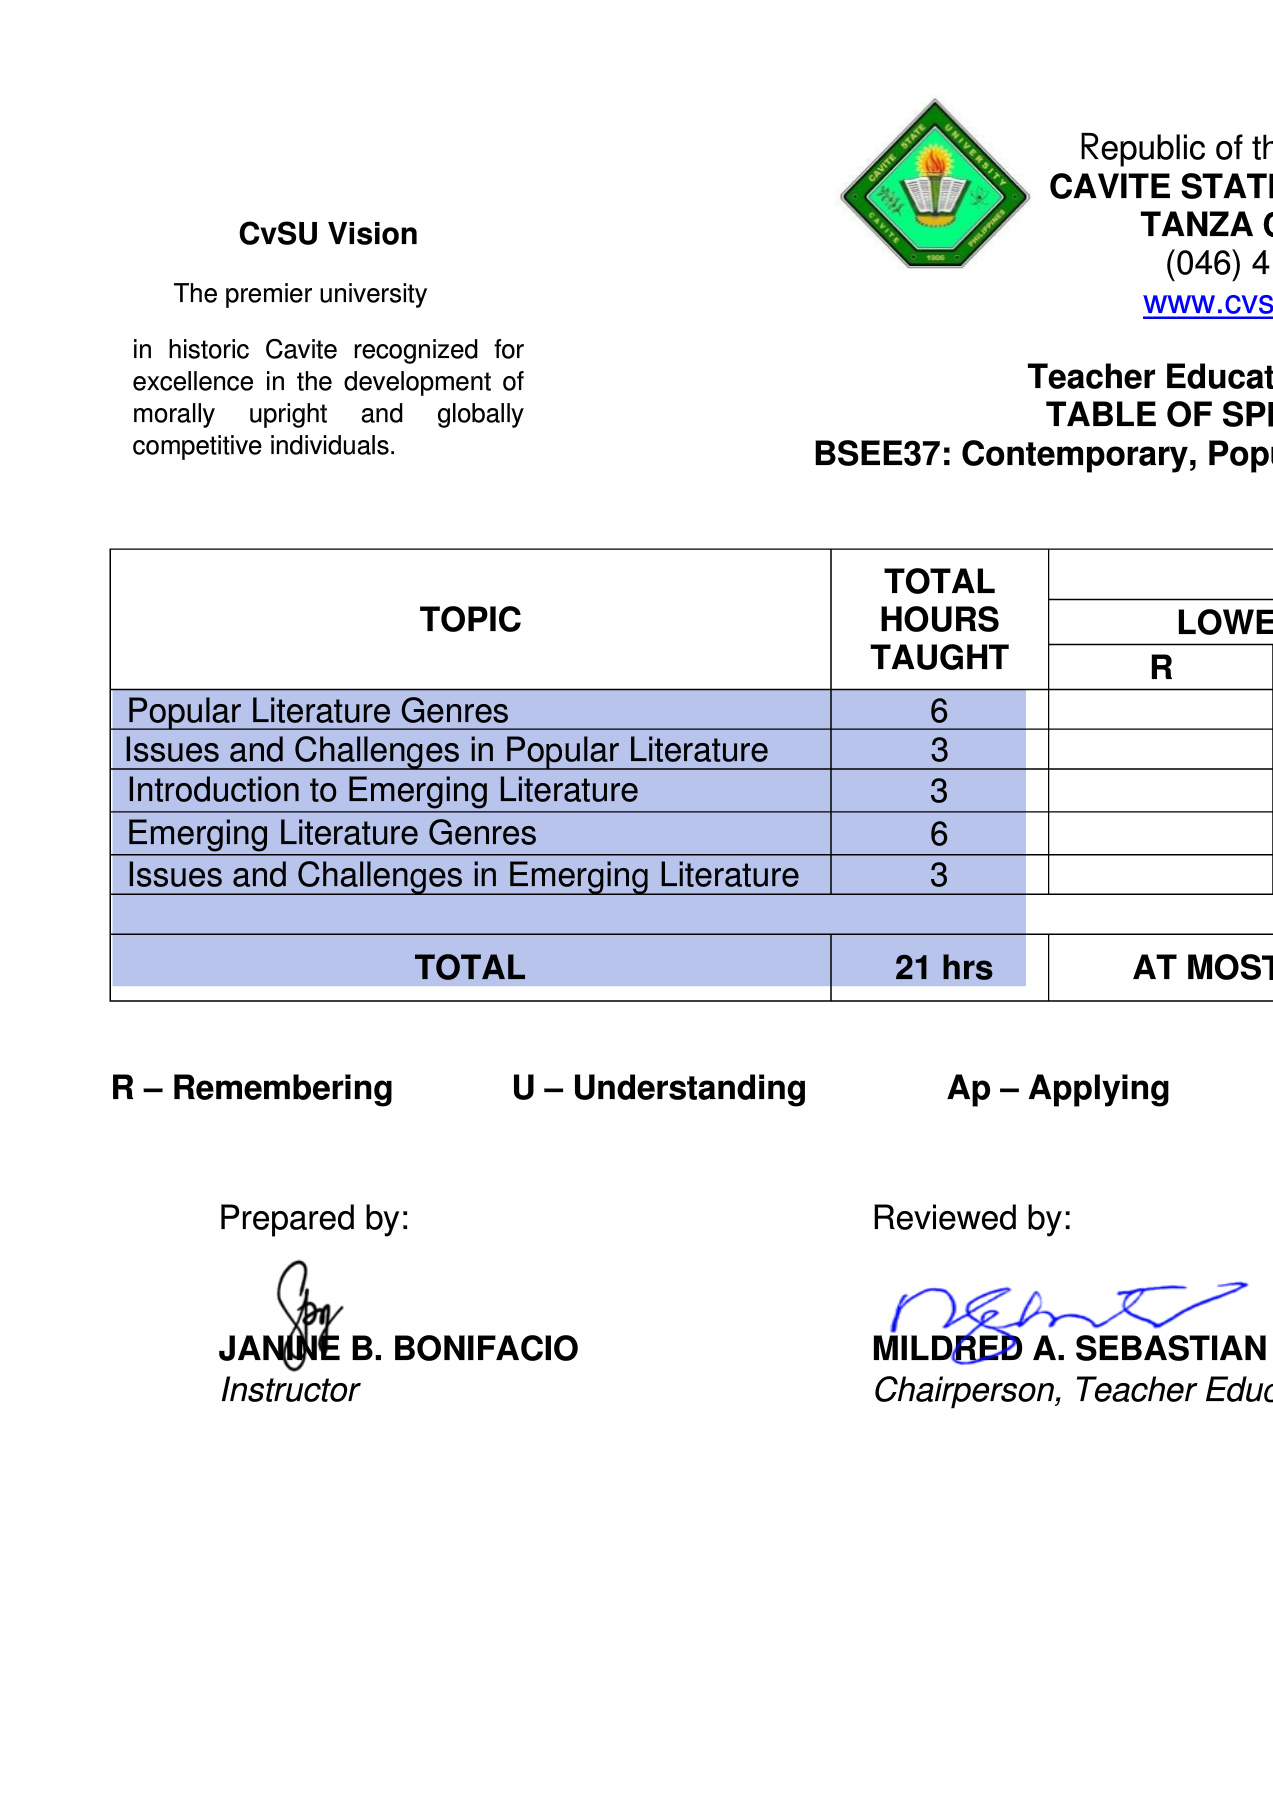 CAVITE STATE UNIVERSITY
CAVITE PHILIPPINES
1906
Republic of th
CAVITE STATE
TANZA C
(046) 4
www.cvs
CvSU Vision
The premier university
in historic Cavite recognized for
excellence in the development of
morally upright and globally
competitive individuals.
Teacher Educat
TABLE OF SPE
BSEE37: Contemporary, Popu
TOPIC
TOTAL
HOURS
TAUGHT
LOWE
R
Popular Literature Genres 6
Issues and Challenges in Popular Literature 3
Introduction to Emerging Literature 3
Emerging Literature Genres 6
Issues and Challenges in Emerging Literature 3
TOTAL 21 hrs AT MOST
R – Remembering U – Understanding Ap – Applying
Prepared by: Reviewed by:
JANINE B. BONIFACIO MILDRED A. SEBASTIAN
Instructor Chairperson, Teacher Educ